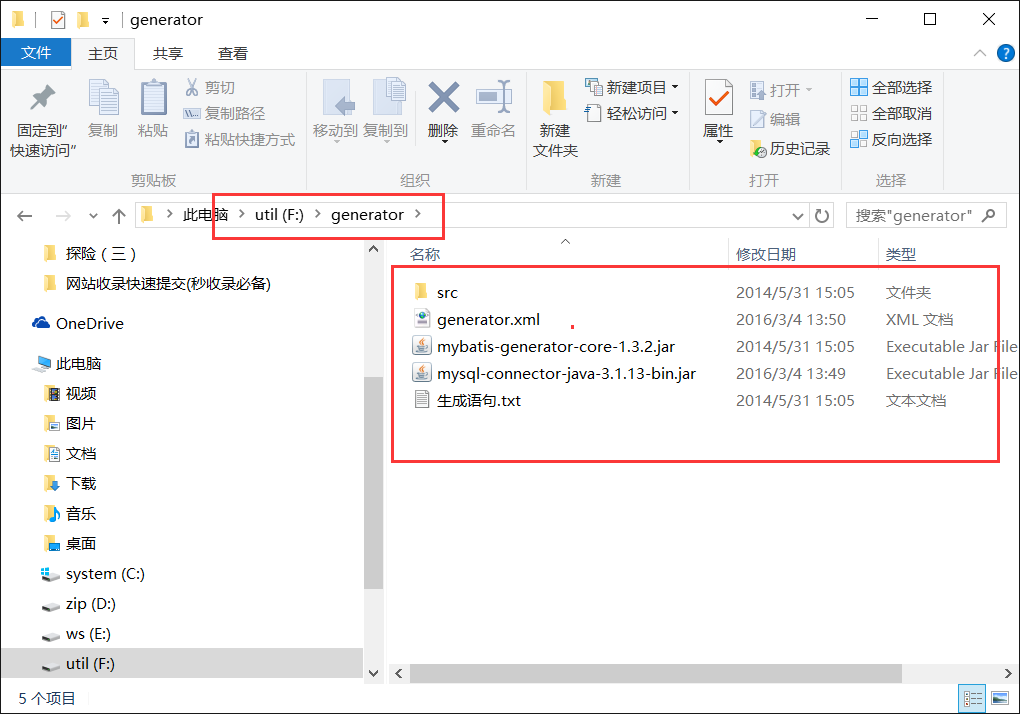 generator
文件 主页 共享 查看
固定到"快速访问"
复制
粘贴
剪切
复制路径
粘贴快捷方式
剪贴板
移动到 复制到 删除 重命名
组织
新建文件夹
新建项目
轻松访问
新建
属性
打开
编辑
历史记录
打开
全部选择
全部取消
反向选择
选择
此电脑 util (F:) generator
搜索"generator"
探险（三）
网站收录快速提交(秒收录必备)
OneDrive
此电脑
视频
图片
文档
下载
音乐
桌面
system (C:)
zip (D:)
ws (E:)
util (F:)
名称 修改日期 类型
src 2014/5/31 15:05 文件夹
generator.xml 2016/3/4 13:50 XML 文档
mybatis-generator-core-1.3.2.jar 2014/5/31 15:05 Executable Jar File
mysql-connector-java-3.1.13-bin.jar 2016/3/4 13:49 Executable Jar File
生成语句.txt 2014/5/31 15:05 文本文档
5 个项目